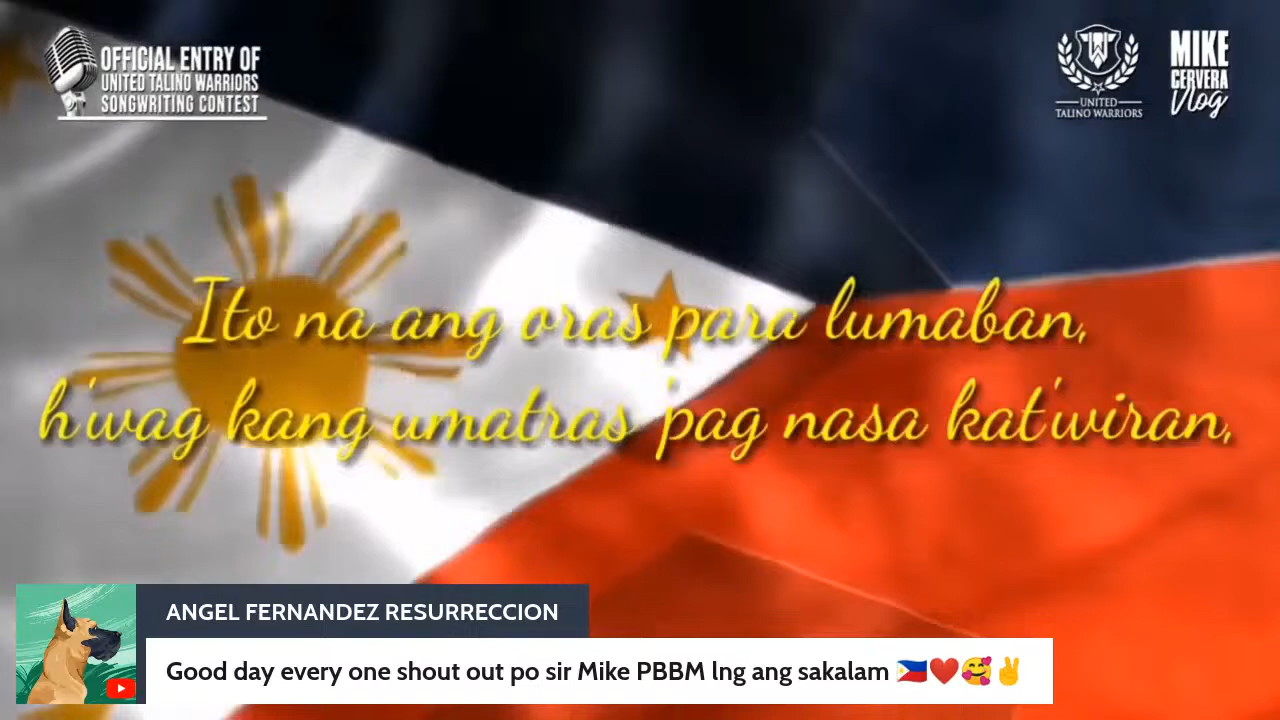 OFFICIAL ENTRY OF
UNITED TALINO WARRIORS
SONGWRITING CONTEST
UNITED
TALINO WARRIORS
MIKE
CERVERA
Vlog
Ito na ang oras para lumaban,
h'wag kang umatras 'pag nasa kat'wiran,
ANGEL FERNANDEZ RESURRECCION
Good day every one shout out po sir Mike PBBM lng ang sakalam 🇵🇭❤️🥰✌️